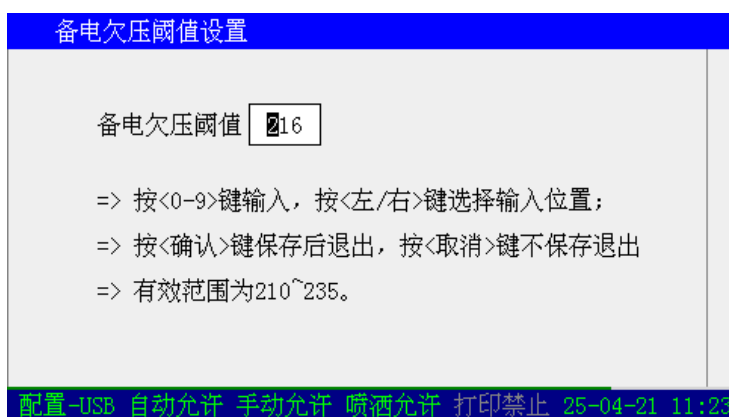 备电欠压阈值设置
备电欠压阈值 216
=> 按<0-9>键输入，按<左/右>键选择输入位置；
=> 按<确认>键保存后退出，按<取消>键不保存退出
=> 有效范围为210~235。
配置-USB 自动允许 手动允许 喷洒允许 打印禁止 25-04-21 11:23